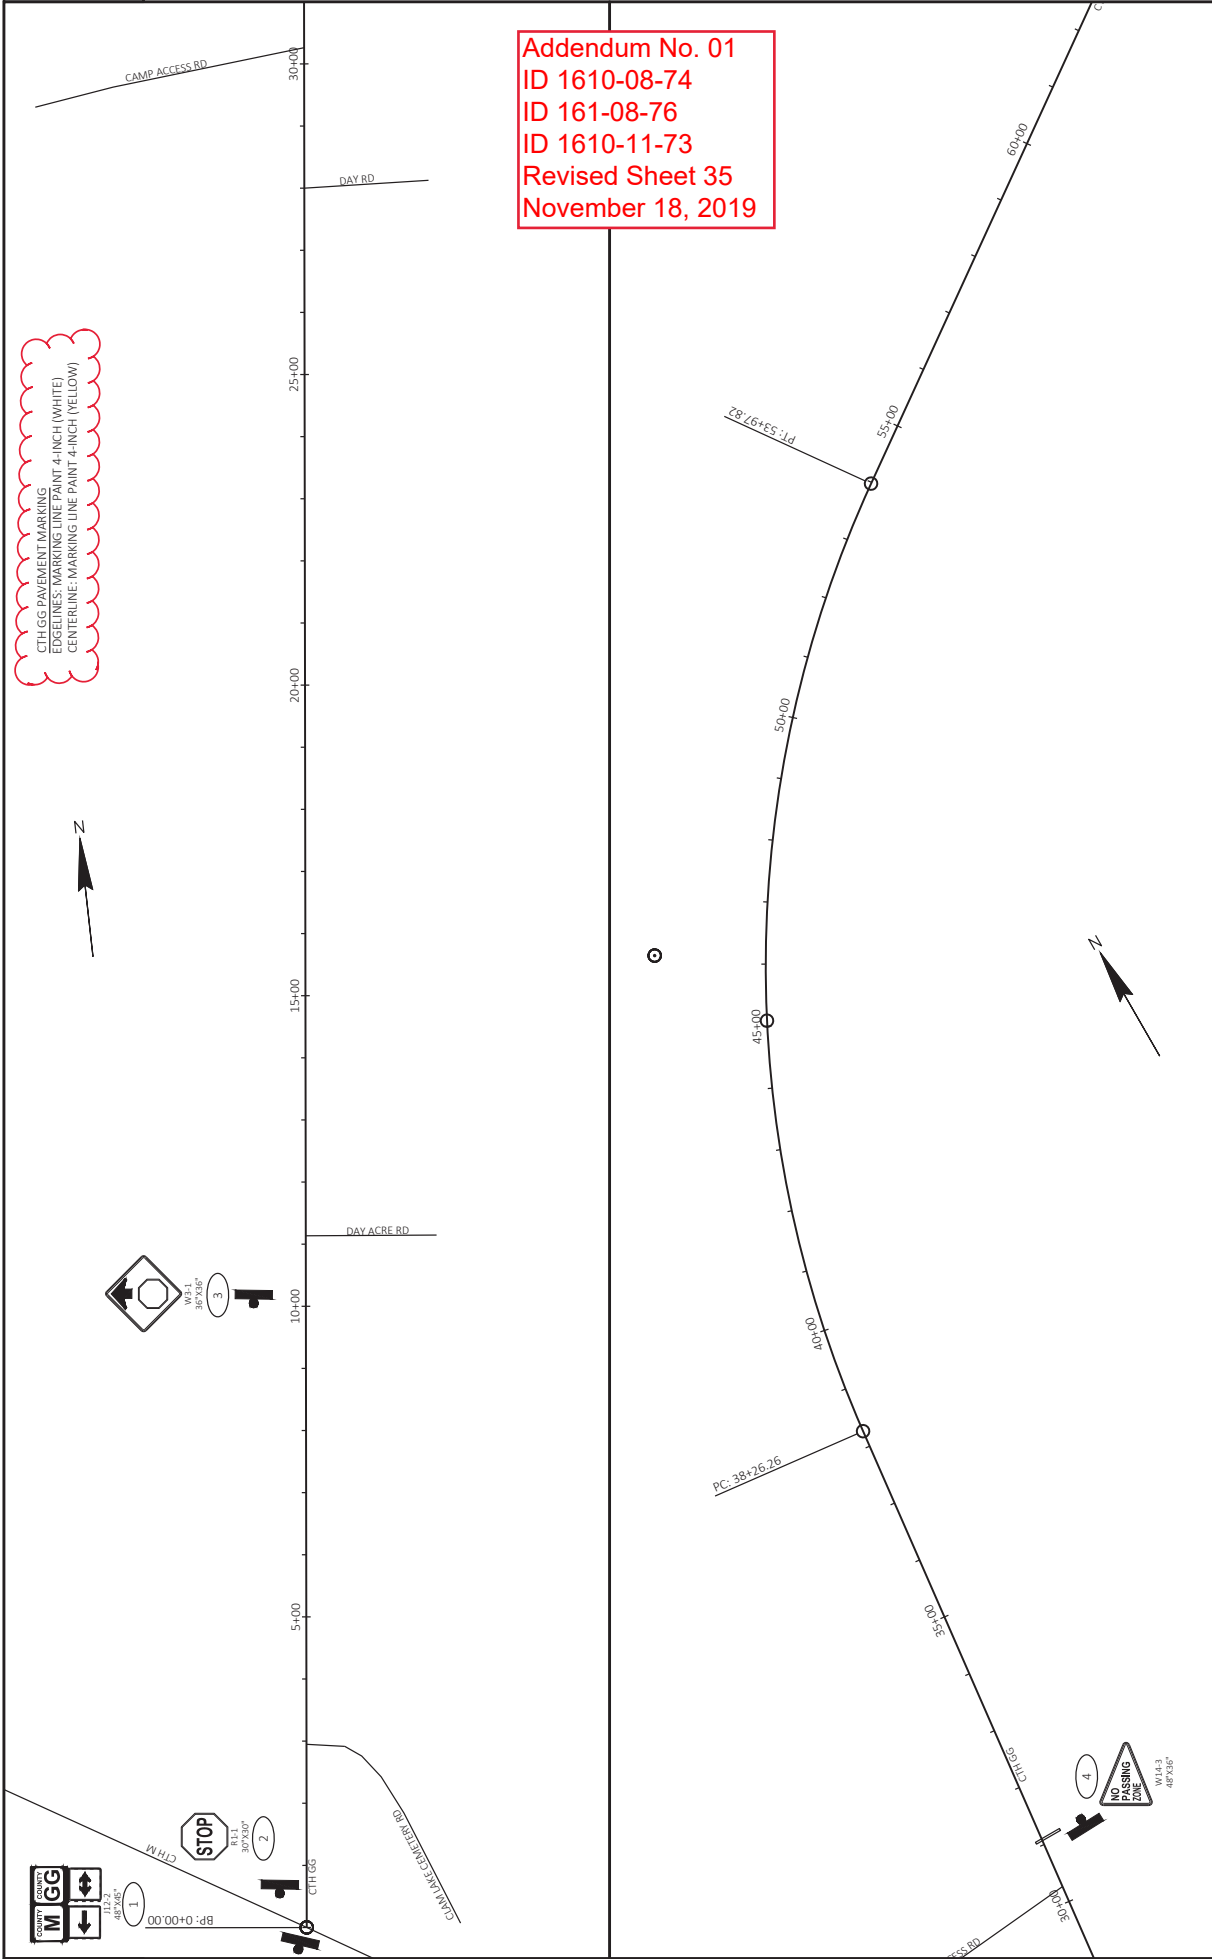 Addendum No. 01
ID 1610-08-74
ID 161-08-76
ID 1610-11-73
Revised Sheet 35
November 18, 2019
CTH GG PAVEMENT MARKING
EDGELINES: MARKING LINE PAINT 4-INCH (WHITE)
CENTERLINE: MARKING LINE PAINT 4-INCH (YELLOW)
CAMP ACCESS RD
30+00
DAY RD
25+00
20+00
N
15+00
DAY ACRE RD
W3-1
36"X36"
3
10+00
5+00
CLAM LAKE CEMETERY RD
CTH M
STOP
R1-1
30"X30"
2
CTH GG
COUNTY
M
COUNTY
GG
J12-2
48"X45"
1
BP: 0+00.00
60+00
55+00
PT: 53+97.82
50+00
45+00
N
40+00
PC: 38+26.26
35+00
CTH GG
4
NO
PASSING
ZONE
W14-3
48"X36"
30+00
ESS RD